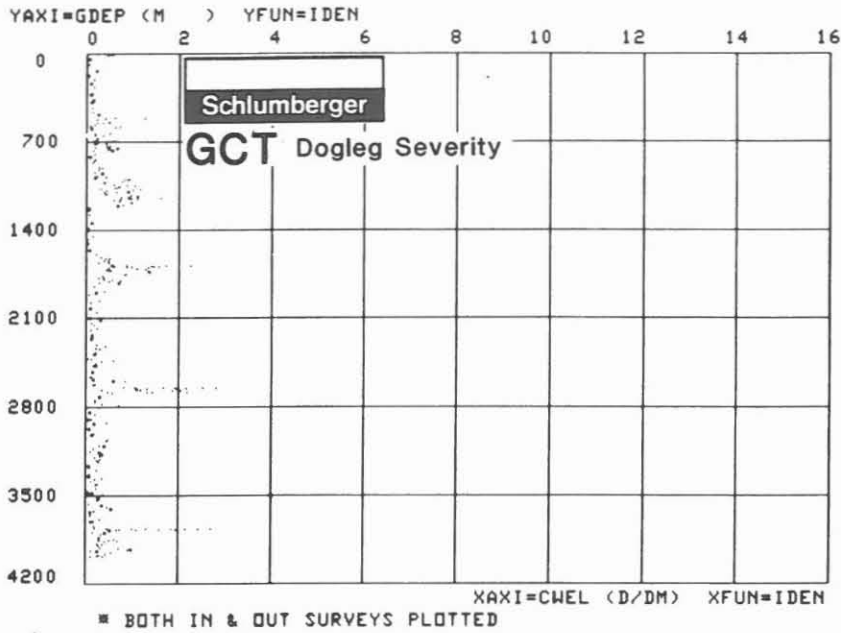 YAXI=GDEP (M ) YFUN=IDEN
0 2 4 6 8 10 12 14 16
0
Schlumberger
700
GCT Dogleg Severity
1400
2100
2800
3500
4200
XAXI=CWEL (D/DM) XFUN=IDEN
* BOTH IN & OUT SURVEYS PLOTTED